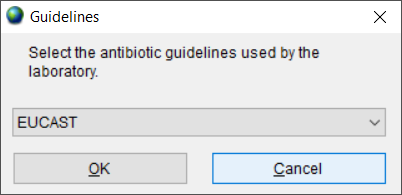 Guidelines
Select the antibiotic guidelines used by the
laboratory.
EUCAST
OK
Cancel